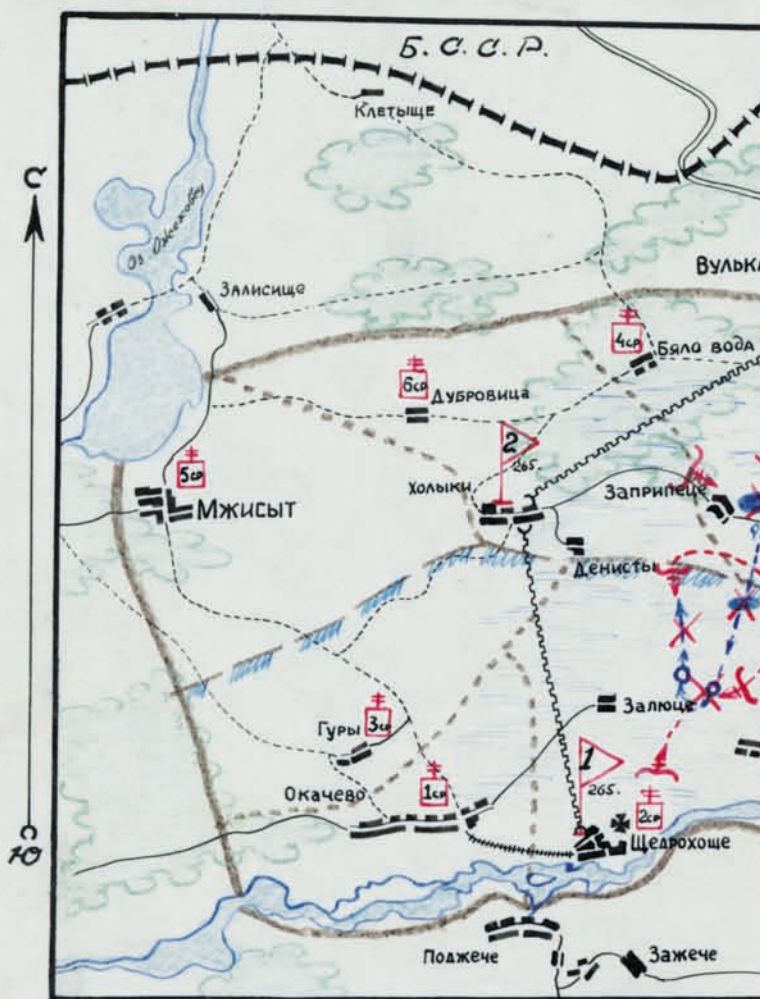 Б. С. С. Р.
Клетыще
С
Оз.
Вулька
Залисище
4ср
Бяла вода
6ср
Дубровица
2
265.
5ср
Холыки
Заприпеце
Мжисыт
Денисты
Гуры
3ср
Залюце
1
265.
Окачево
1ср
2ср
Щедрохоще
Ю
Поджече
Зажече